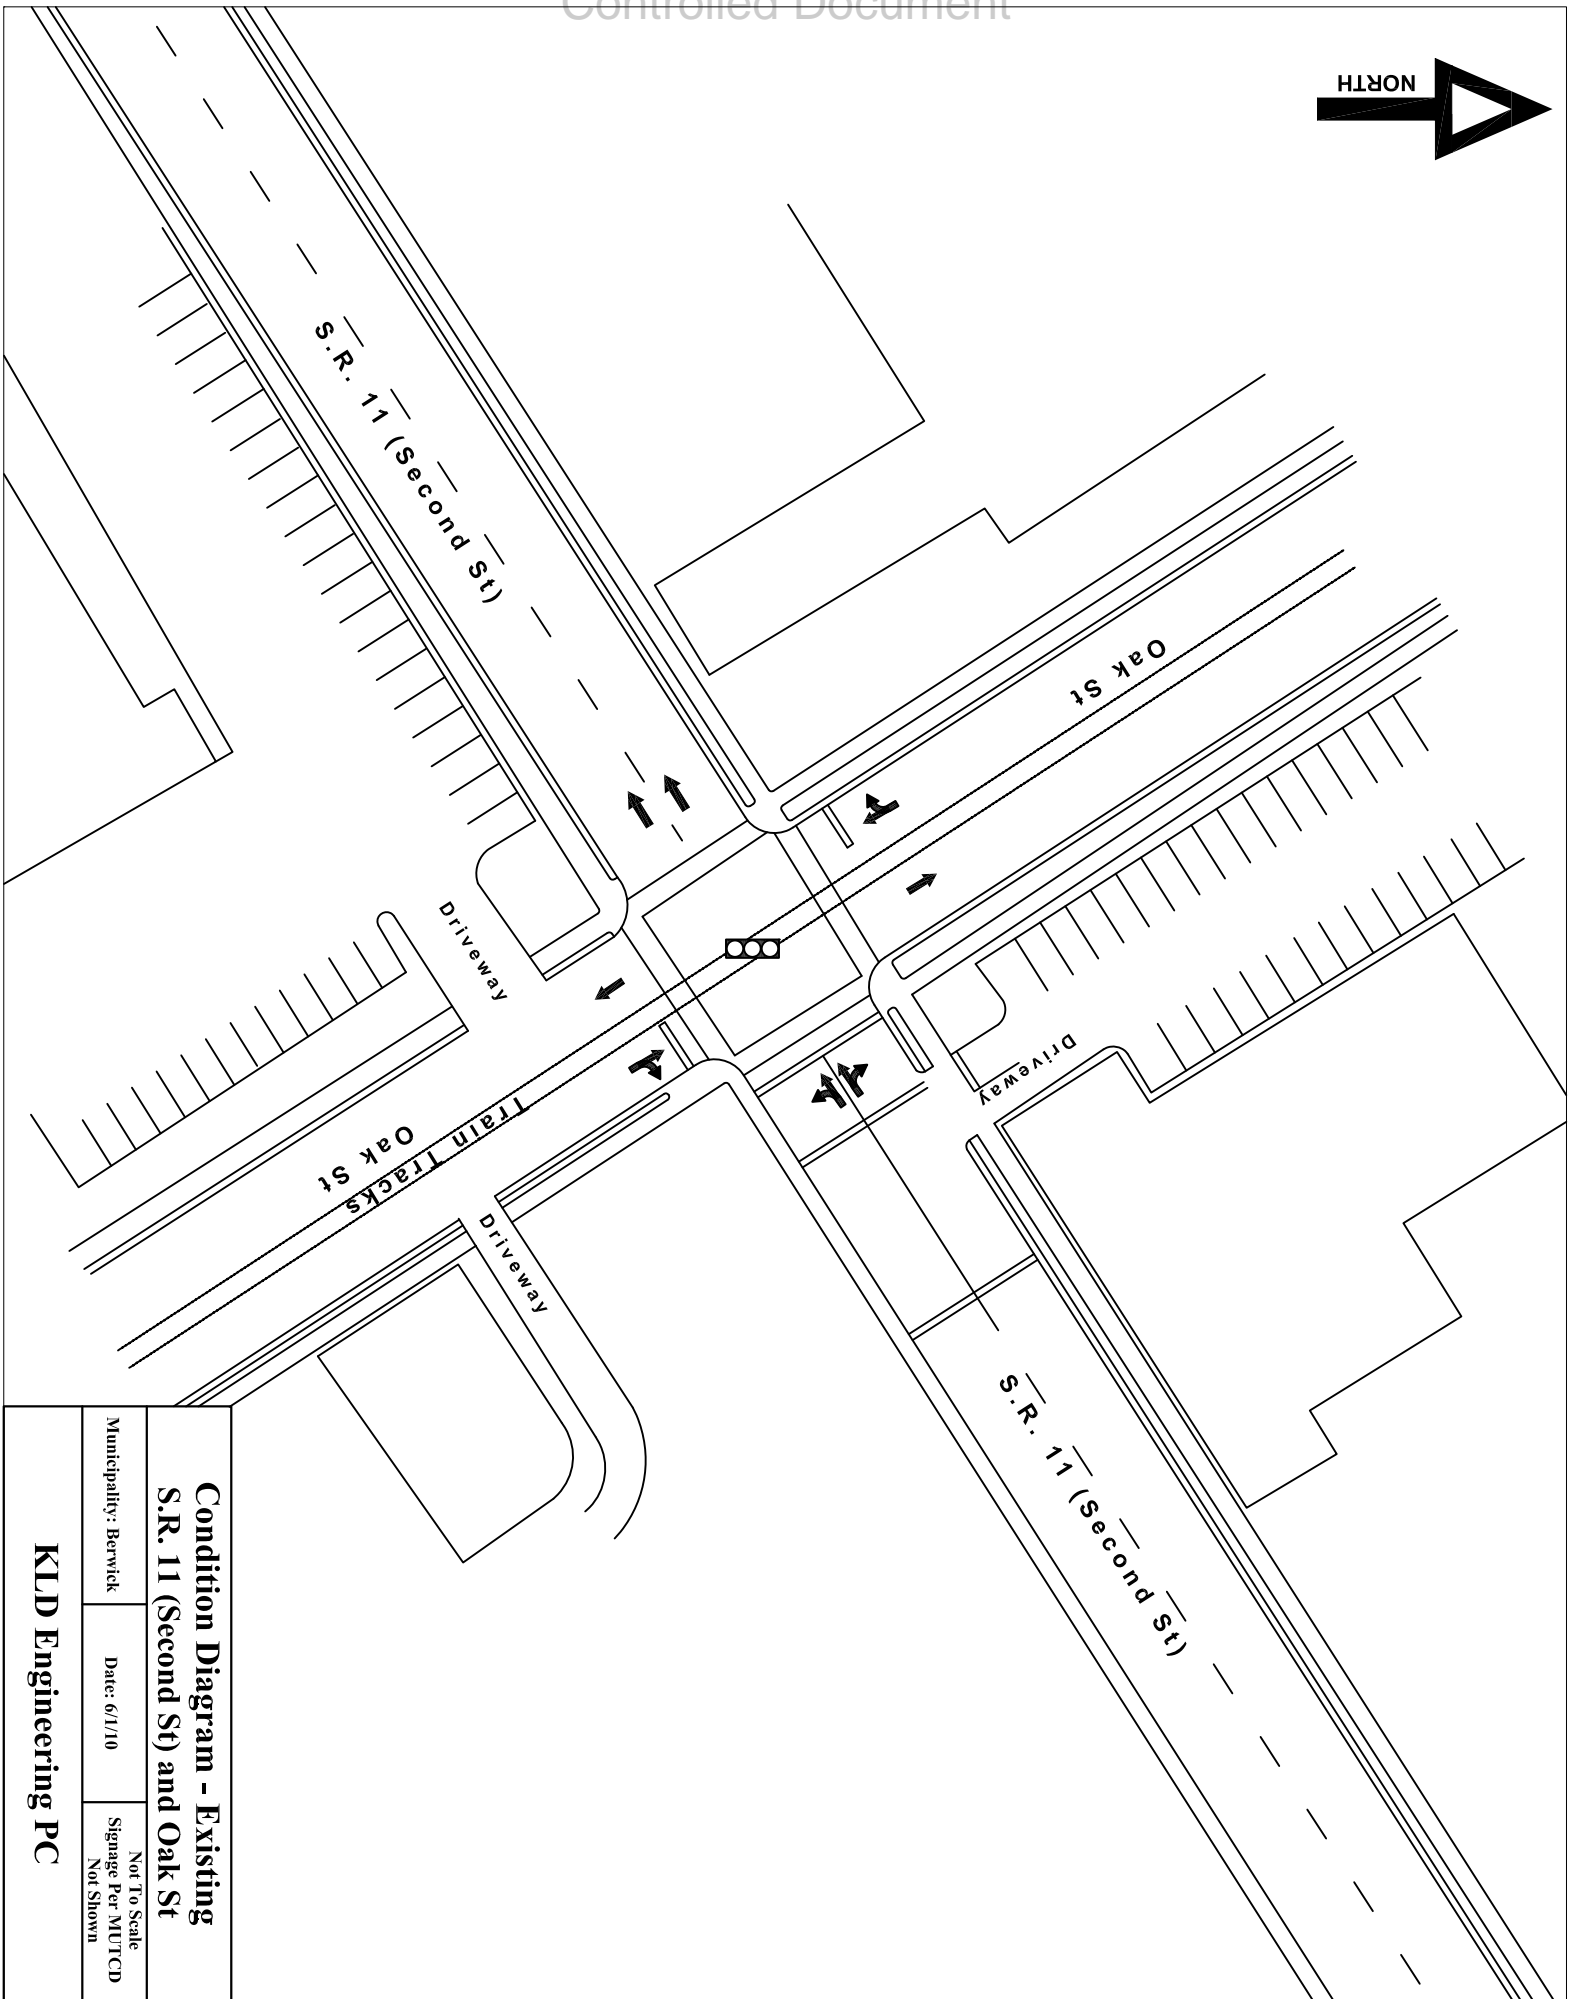 Controlled Document
NORTH
S.R. 11 (Second St)
Oak St
Driveway
Driveway
Train Tracks
Oak St
Driveway
S.R. 11 (Second St)
Condition Diagram - Existing
S.R. 11 (Second St) and Oak St
Municipality: Berwick
Date: 6/1/10
Not To Scale
Signage Per MUTCD
Not Shown
KLD Engineering PC